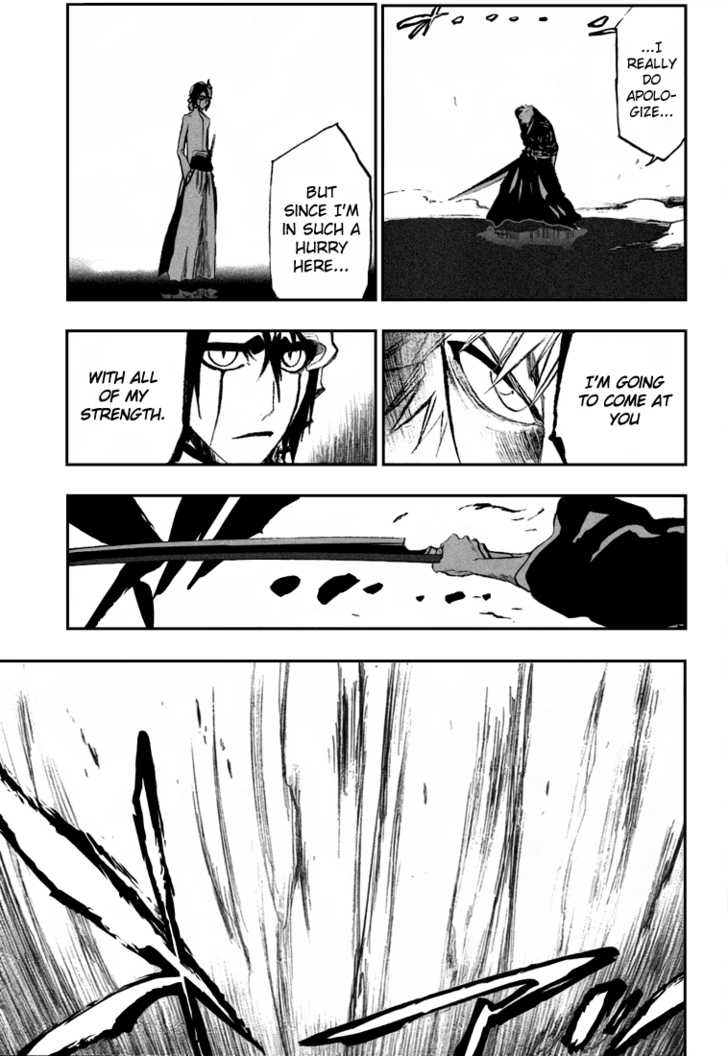 ...I
REALLY
DO
APOLO-
GIZE...
BUT
SINCE I'M
IN SUCH A
HURRY
HERE...
I'M GOING
TO COME AT
YOU
WITH ALL
OF MY
STRENGTH.